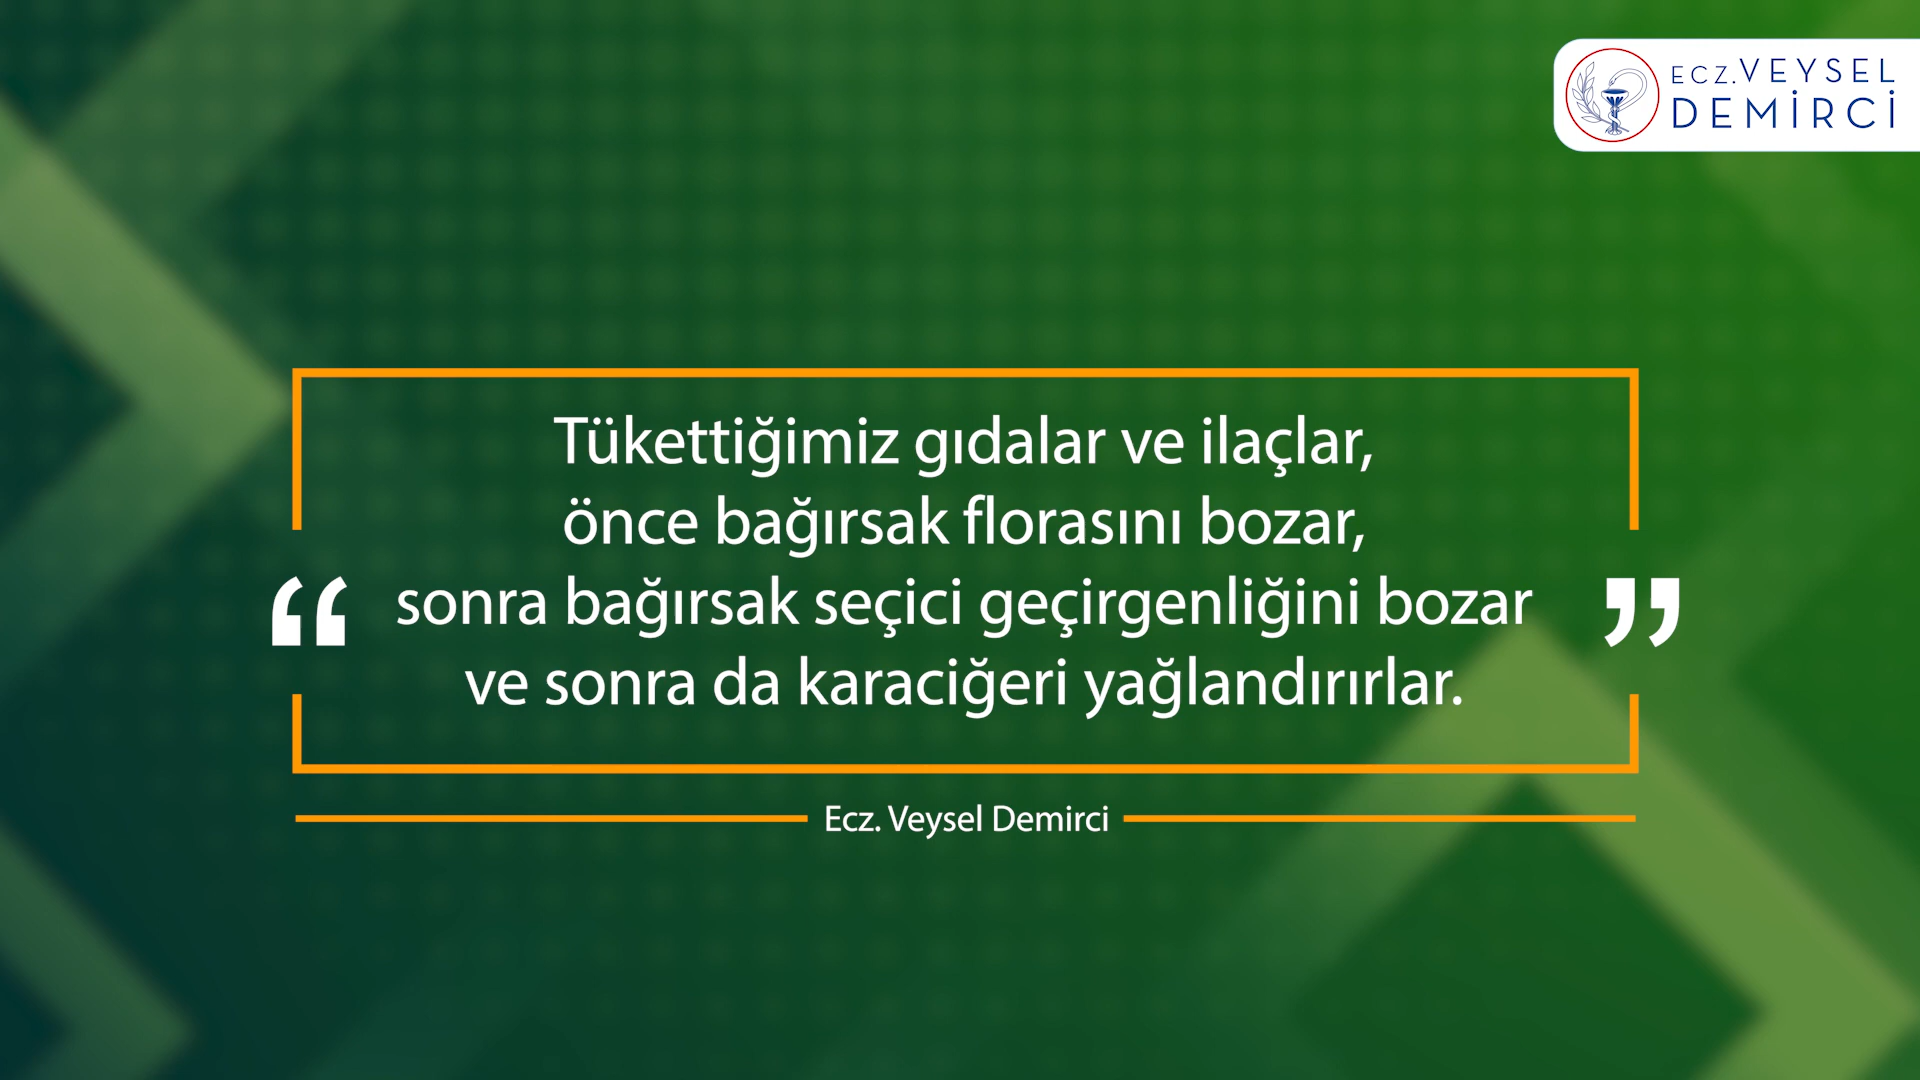 ECZ. VEYSEL
DEMİRCİ
Tükettiğimiz gıdalar ve ilaçlar,
önce bağırsak florasını bozar,
“ sonra bağırsak seçici geçirgenliğini bozar ”
ve sonra da karaciğeri yağlandırırlar.
Ecz. Veysel Demirci